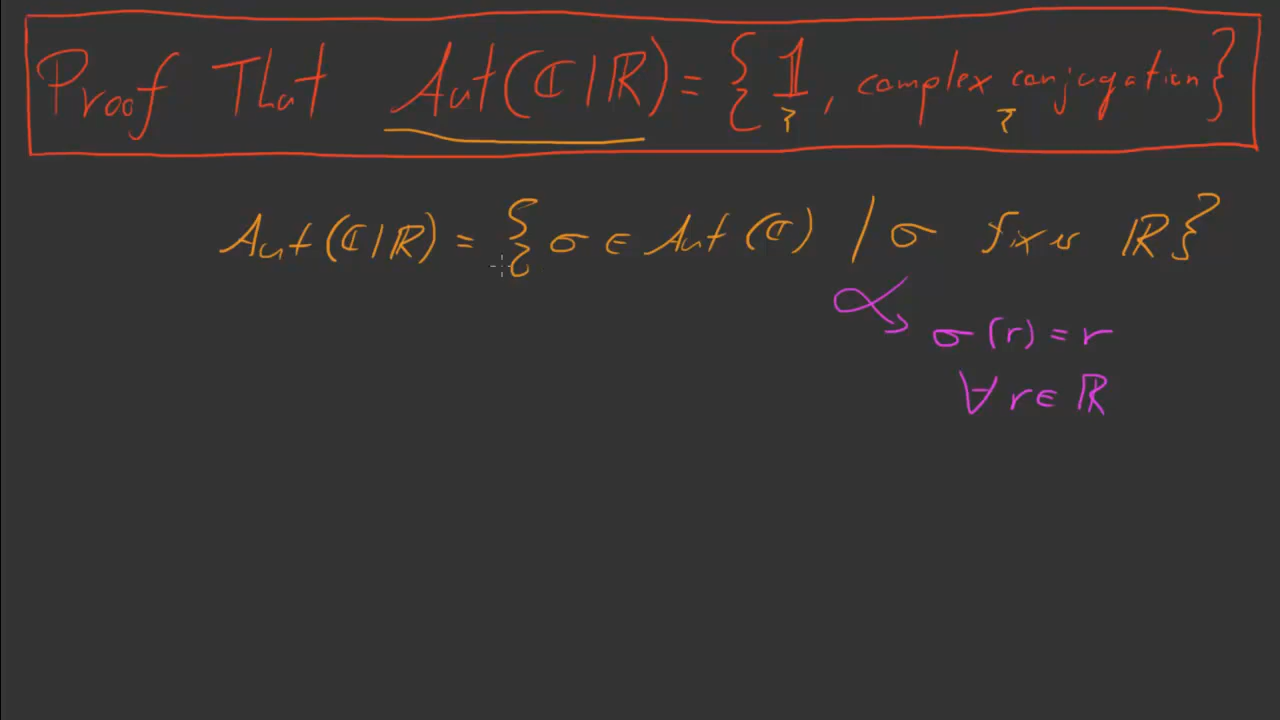 Proof That Aut(ℂ/ℝ) = { 𝟙, complex conjugation }
? ?
Aut(ℂ/ℝ) = { σ ∈ Aut(ℂ) / σ fixes ℝ }
σ(r) = r
∀ r ∈ ℝ